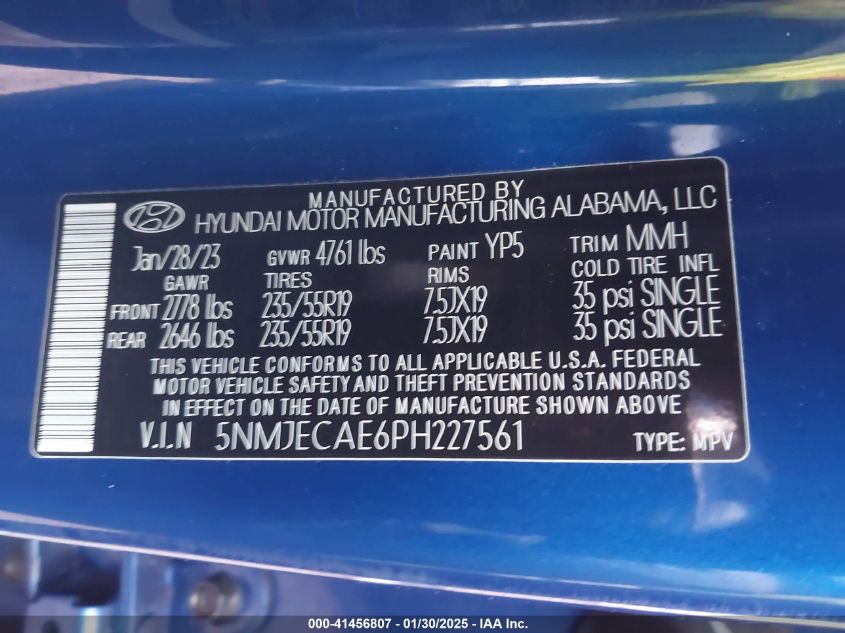 MANUFACTURED BY
HYUNDAI MOTOR MANUFACTURING ALABAMA, LLC
Jan/28/23 GVWR 4761 lbs PAINT YP5 TRIM MMH
GAWR TIRES RIMS COLD TIRE INFL
FRONT 2778 lbs 235/55R19 7.5JX19 35 psi SINGLE
REAR 2646 lbs 235/55R19 7.5JX19 35 psi SINGLE
THIS VEHICLE CONFORMS TO ALL APPLICABLE U.S.A. FEDERAL
MOTOR VEHICLE SAFETY AND THEFT PREVENTION STANDARDS
IN EFFECT ON THE DATE OF MANUFACTURE SHOWN ABOVE
V.I.N 5NMJECAE6PH227561 TYPE: MPV
000-41456807 - 01/30/2025 - IAA Inc.